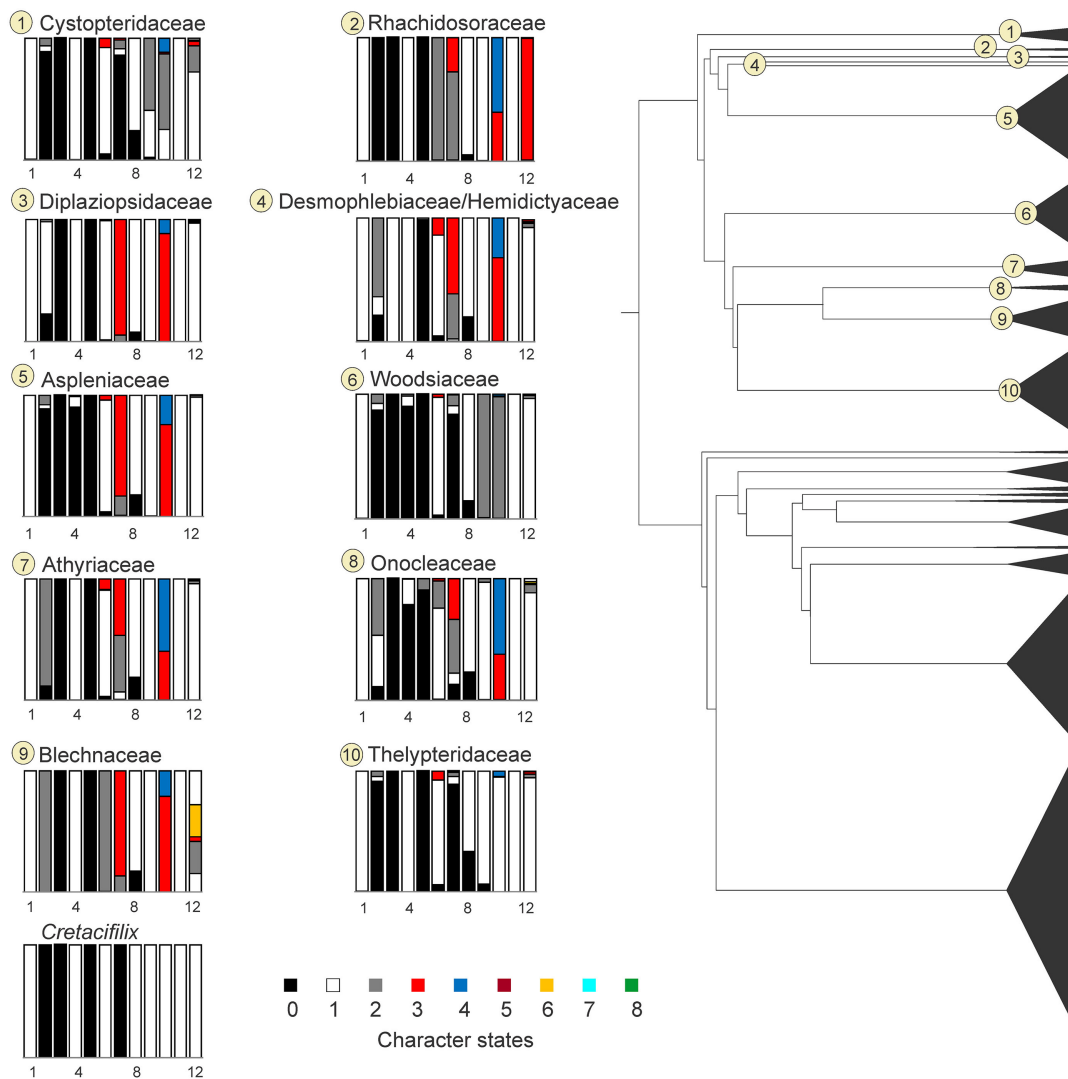 1 Cystopteridaceae
1 4 8 12
2 Rhachidosoraceae
1 4 8 12
3 Diplaziopsidaceae
1 4 8 12
4 Desmophlebiaceae/Hemidictyaceae
1 4 8 12
5 Aspleniaceae
1 4 8 12
6 Woodsiaceae
1 4 8 12
7 Athyriaceae
1 4 8 12
8 Onocleaceae
1 4 8 12
9 Blechnaceae
1 4 8 12
10 Thelypteridaceae
1 4 8 12
Cretacifilix
1 4 8 12
0 1 2 3 4 5 6 7 8
Character states
1
2
3
4
5
6
7
8
9
10